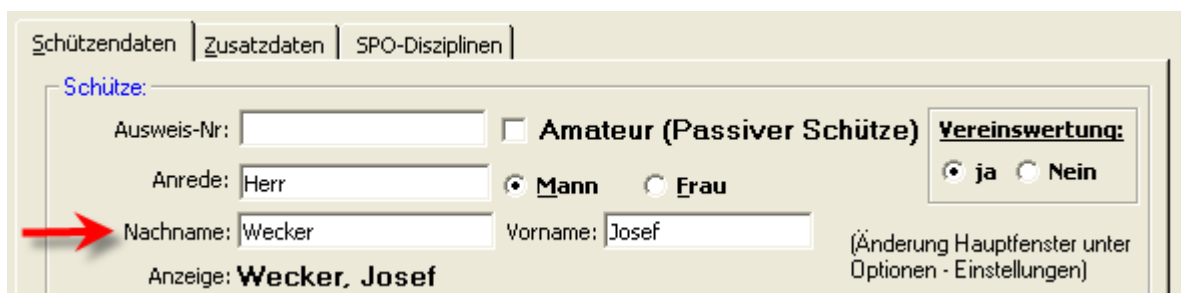 Schützendaten Zusatzdaten SPO-Disziplinen
Schütze:
Ausweis-Nr: Amateur (Passiver Schütze) Vereinswertung:
Anrede: Herr Mann Frau ja Nein
Nachname: Wecker Vorname: Josef
(Änderung Hauptfenster unter
Optionen - Einstellungen)
Anzeige: Wecker, Josef